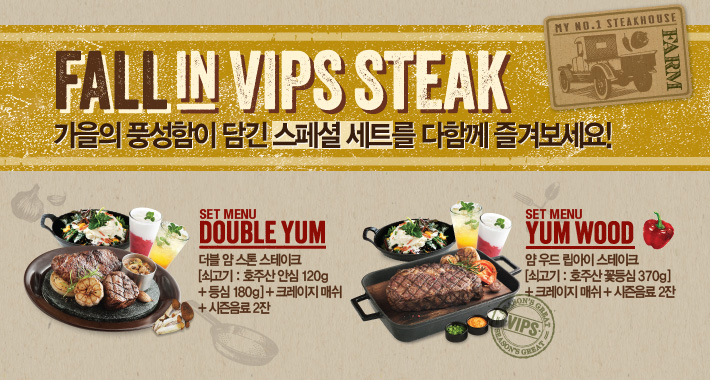 MY NO.1 STEAKHOUSE
FARM
FALL IN VIPS STEAK
가을의 풍성함이 담긴 스페셜 세트를 다함께 즐겨보세요!
SET MENU
DOUBLE YUM
더블 얌 스톤 스테이크
[쇠고기 : 호주산 안심 120g
+ 등심 180g] + 크레이지 매쉬
+ 시즌음료 2잔
SET MENU
YUM WOOD
얌 우드 립아이 스테이크
[쇠고기 : 호주산 꽃등심 370g]
+ 크레이지 매쉬 + 시즌음료 2잔
SEASON'S GREAT
VIPS
SEASON'S GREAT